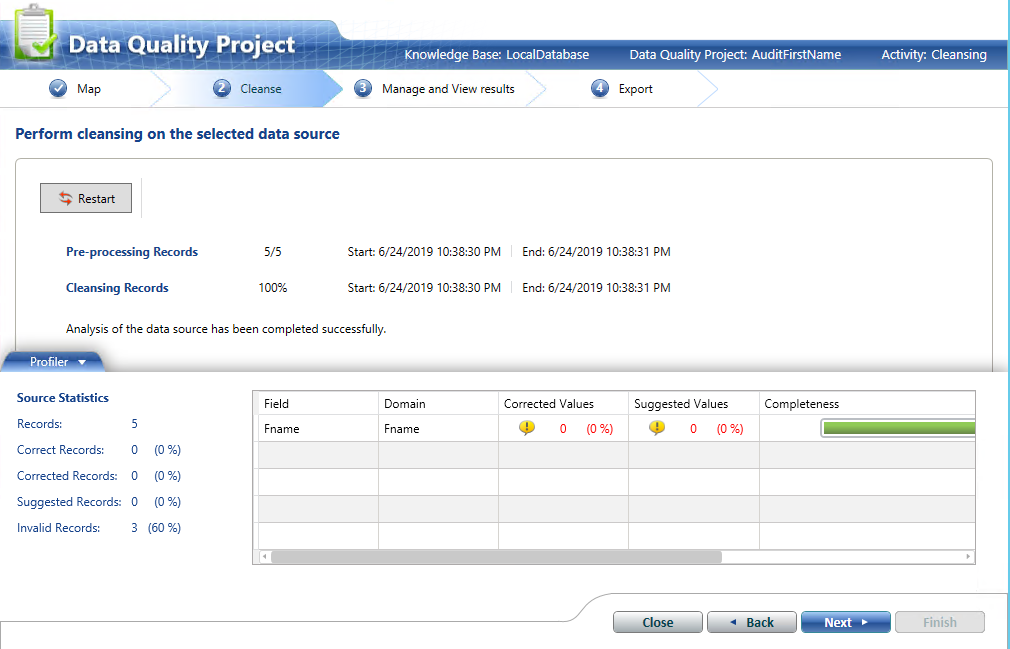 Data Quality Project
Knowledge Base: LocalDatabase Data Quality Project: AuditFirstName Activity: Cleansing
Map 2 Cleanse 3 Manage and View results 4 Export
Perform cleansing on the selected data source
Restart
Pre-processing Records 5/5 Start: 6/24/2019 10:38:30 PM End: 6/24/2019 10:38:31 PM
Cleansing Records 100% Start: 6/24/2019 10:38:30 PM End: 6/24/2019 10:38:31 PM
Analysis of the data source has been completed successfully.
Profiler
Source Statistics
Records: 5
Correct Records: 0 (0 %)
Corrected Records: 0 (0 %)
Suggested Records: 0 (0 %)
Invalid Records: 3 (60 %)
Field Domain Corrected Values Suggested Values Completeness
Fname Fname 0 (0 %) 0 (0 %)
Close Back Next Finish